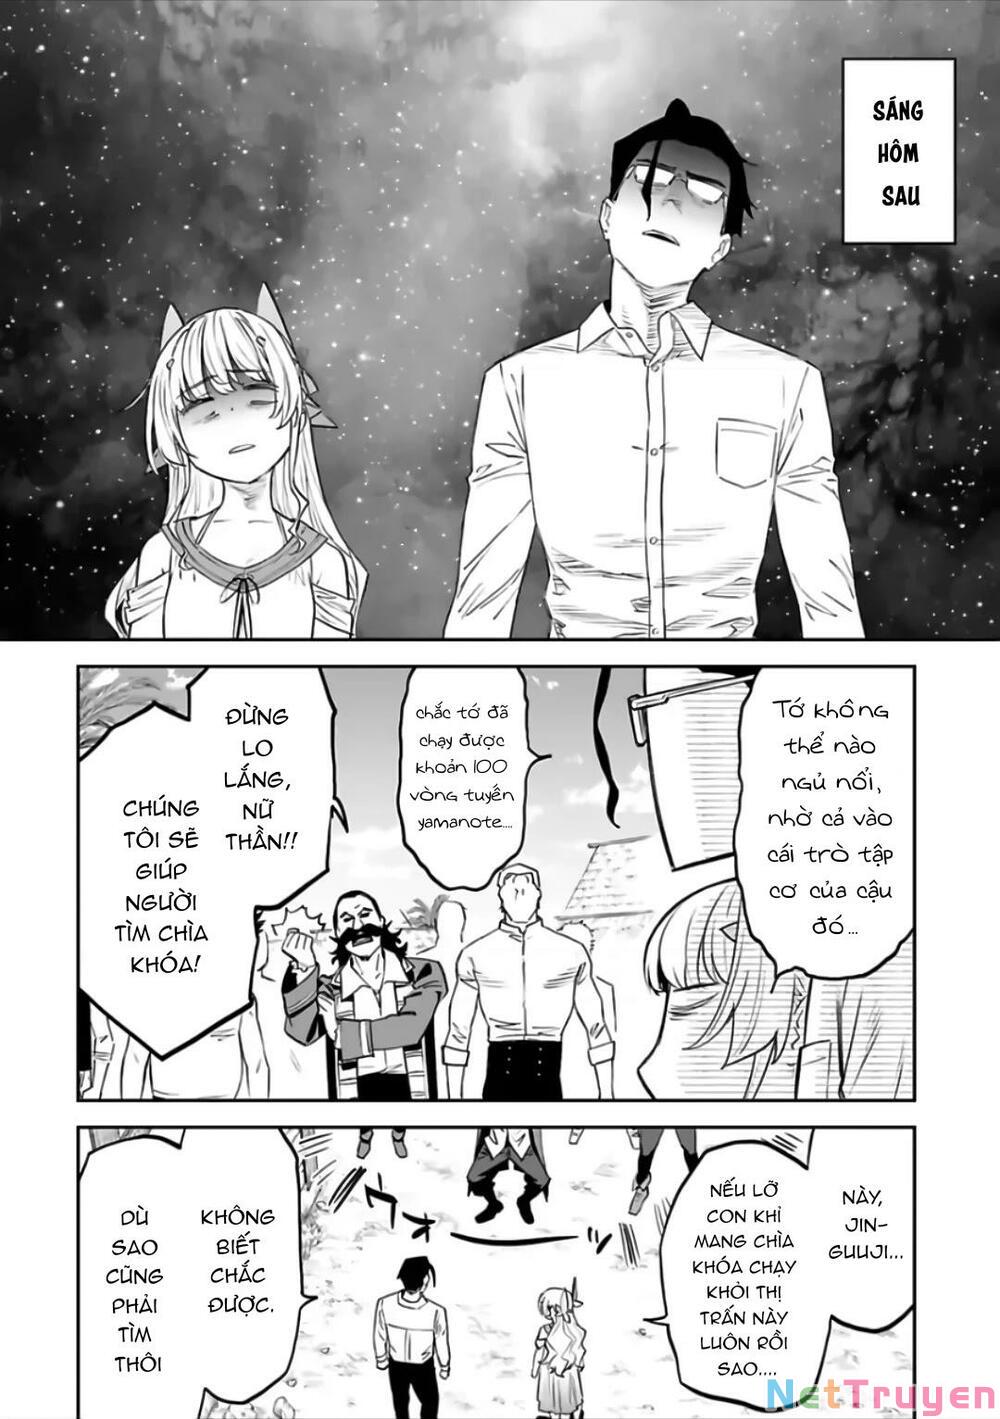 SÁNG
HÔM
SAU
Tớ không
thể nào
ngủ nổi,
nhờ cả vào
cái trò tập
cơ của cậu
đó...
chắc tớ đã
chạy được
khoản 100
vòng tuyến
yamanote....
ĐỪNG
LO
LẮNG,
NỮ
THẦN!!
CHÚNG
TÔI SẼ
GIÚP
NGƯỜI
TÌM CHÌA
KHÓA!
NÀY,
JIN-
GUUJI...
NẾU LỠ
CON KHỈ
MANG CHÌA
KHÓA CHẠY
KHỎI THỊ
TRẤN NÀY
LUÔN RỒI
SAO....
KHÔNG
BIẾT
CHẮC
ĐƯỢC.
DÙ
SAO
CŨNG
PHẢI
TÌM
THÔI
NetTruyen